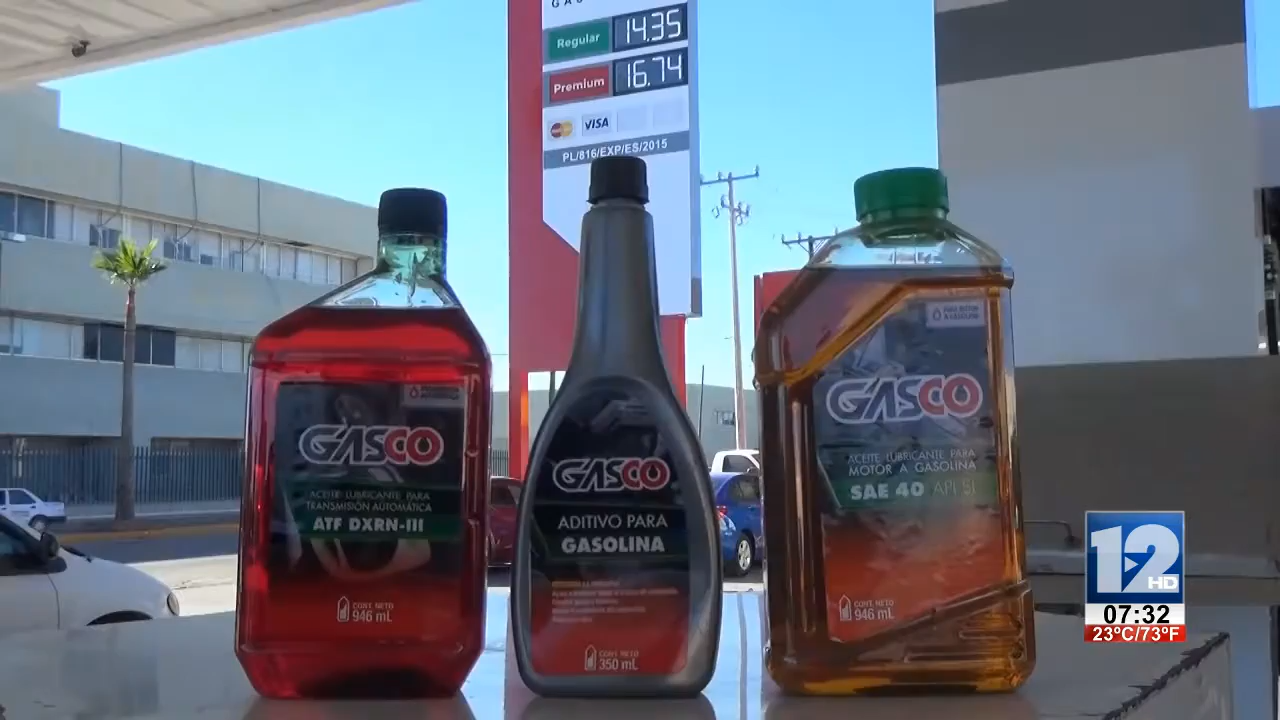 Regular 14.35
Premium 16.74
VISA
PL/816/EXP/ES/2015
GASCO
ACEITE LUBRICANTE PARA
TRANSMISIÓN AUTOMÁTICA
ATF DXRN-III
CONT. NETO
946 mL
GASCO
ADITIVO PARA
GASOLINA
CONT. NETO
350 mL
GASCO
ACEITE LUBRICANTE PARA
MOTOR A GASOLINA
SAE 40 API SL
CONT. NETO
946 mL
12
HD
07:32
23ºC/73ºF